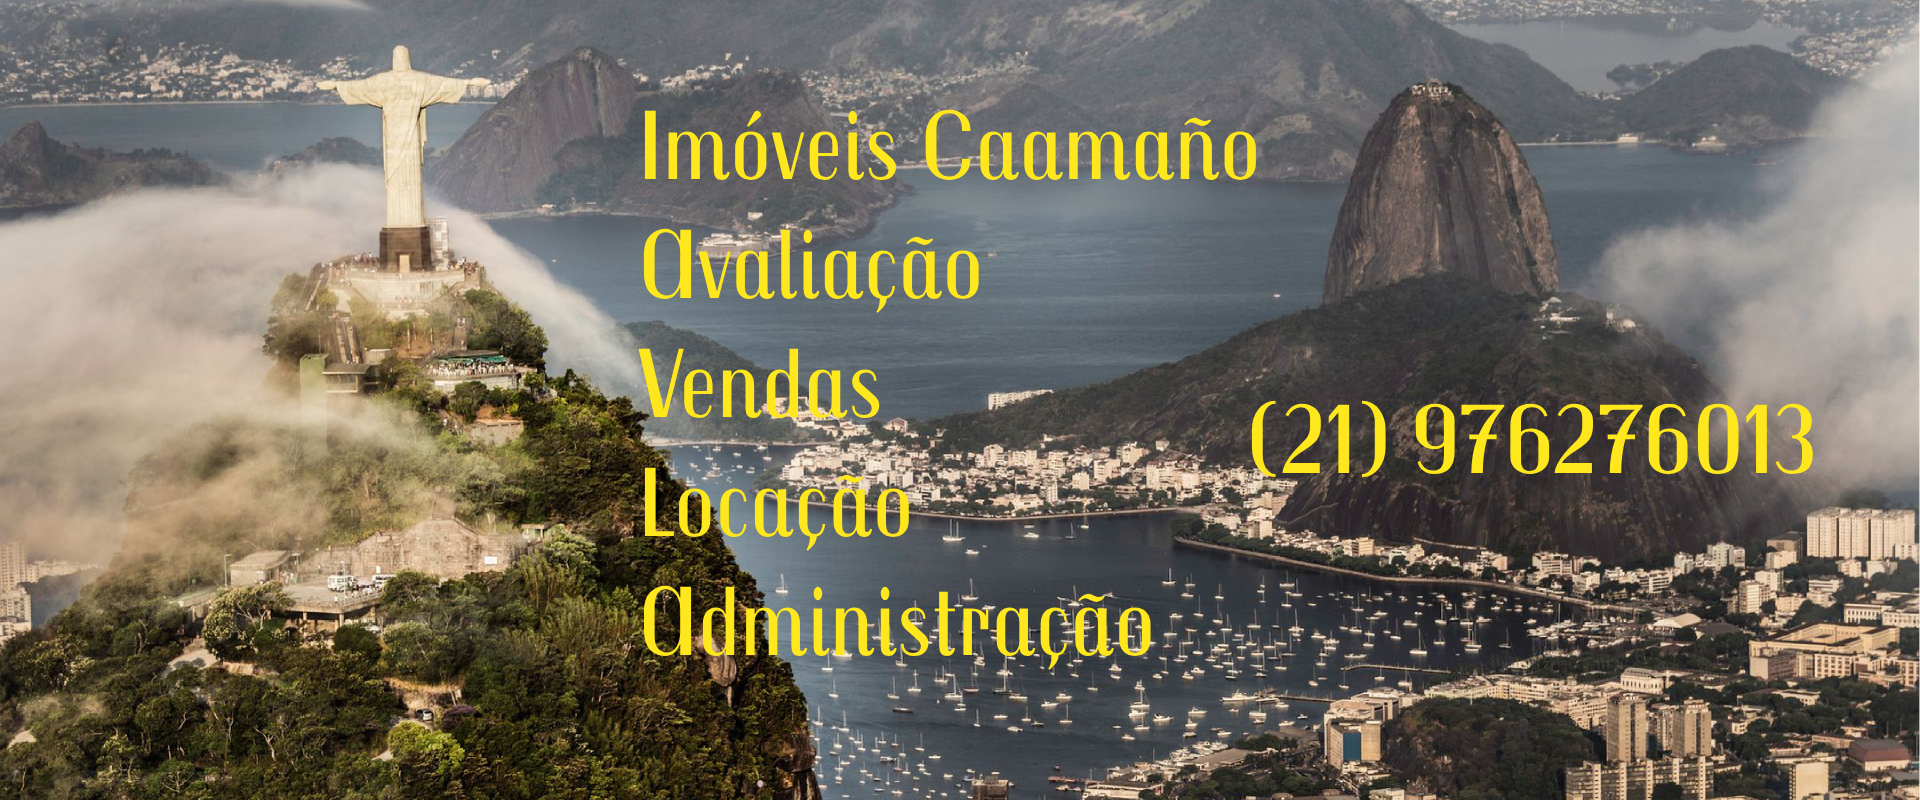 Imóveis Caamaño
Avaliação
Vendas
Locação
Administração
(21) 976276013